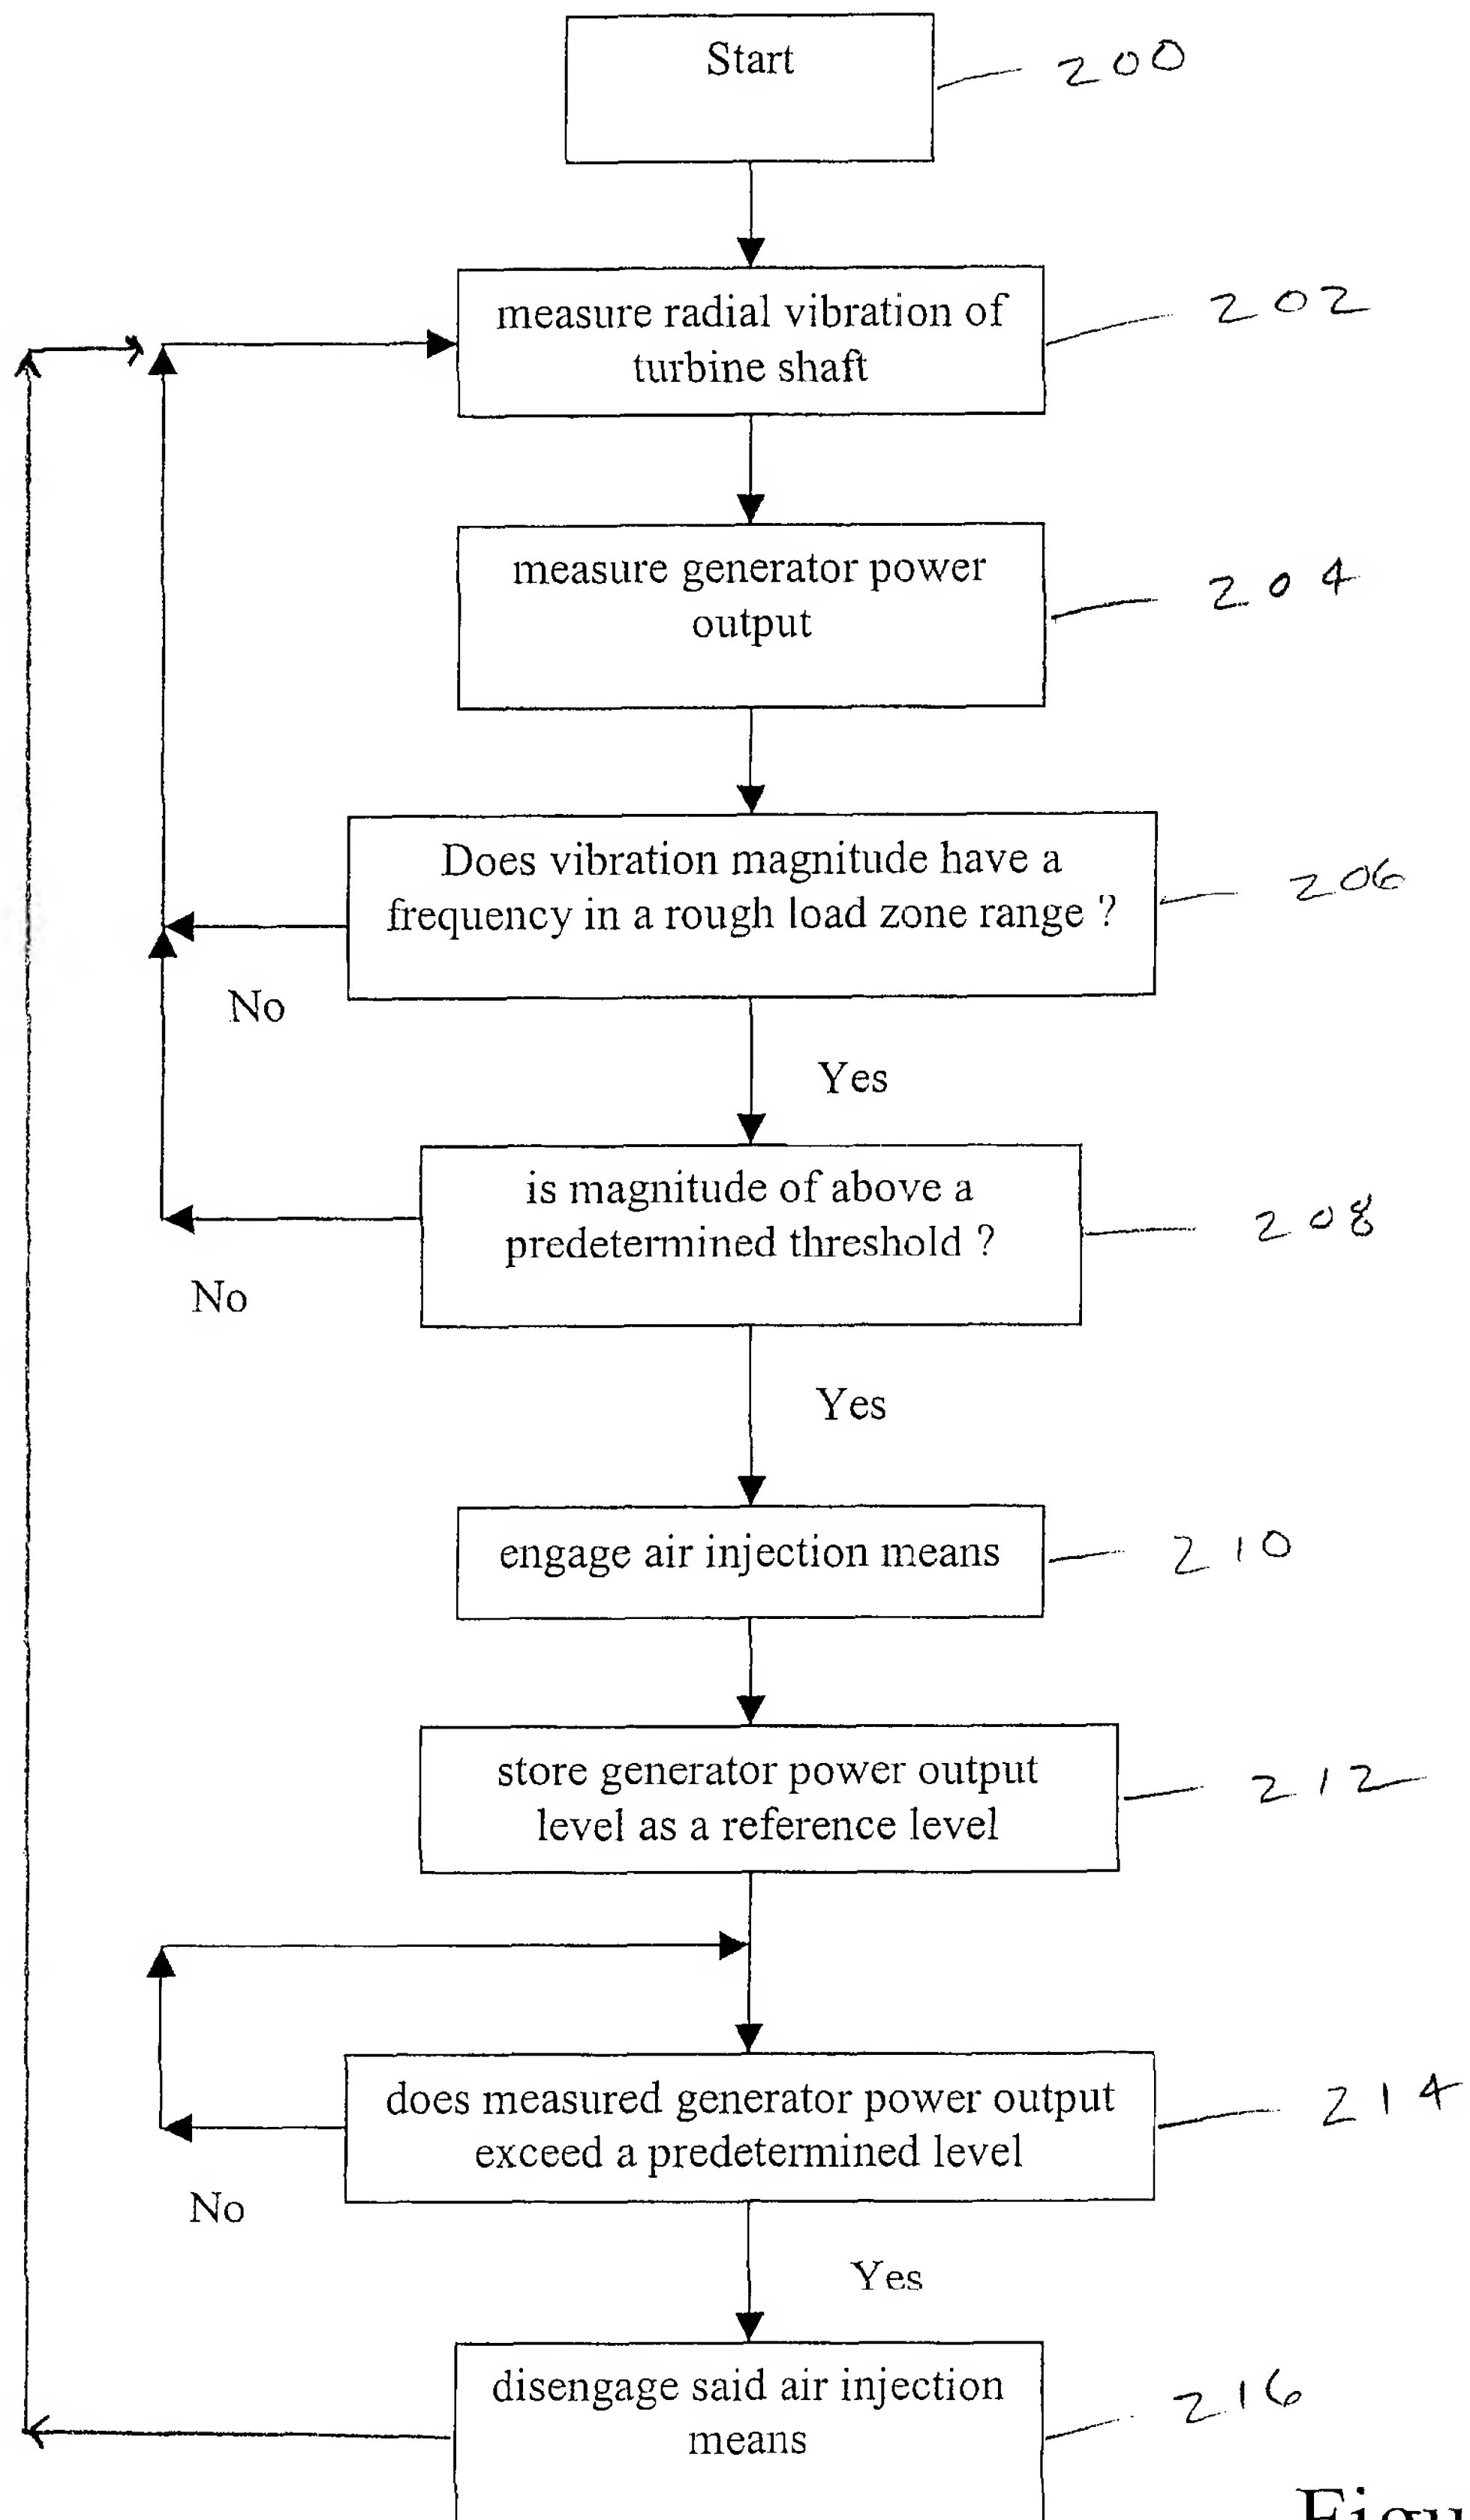 Start
200
measure radial vibration of
turbine shaft
202
measure generator power
output
204
Does vibration magnitude have a
frequency in a rough load zone range ?
206
No
Yes
is magnitude of above a
predetermined threshold ?
208
No
Yes
engage air injection means
210
store generator power output
level as a reference level
212
does measured generator power output
exceed a predetermined level
214
No
Yes
disengage said air injection
means
216